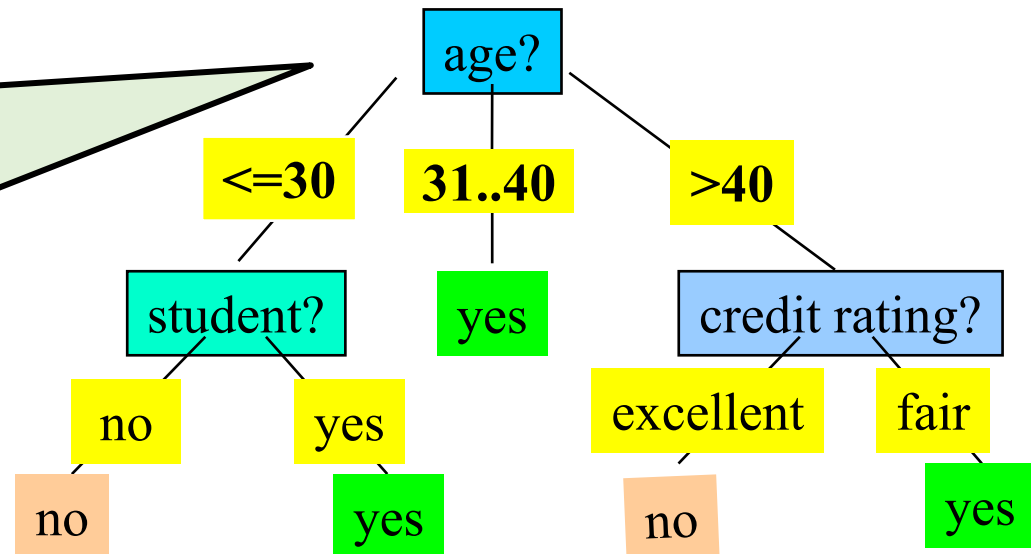 age?
<=30
31..40
>40
student?
yes
credit rating?
no
yes
excellent
fair
no
yes
no
yes